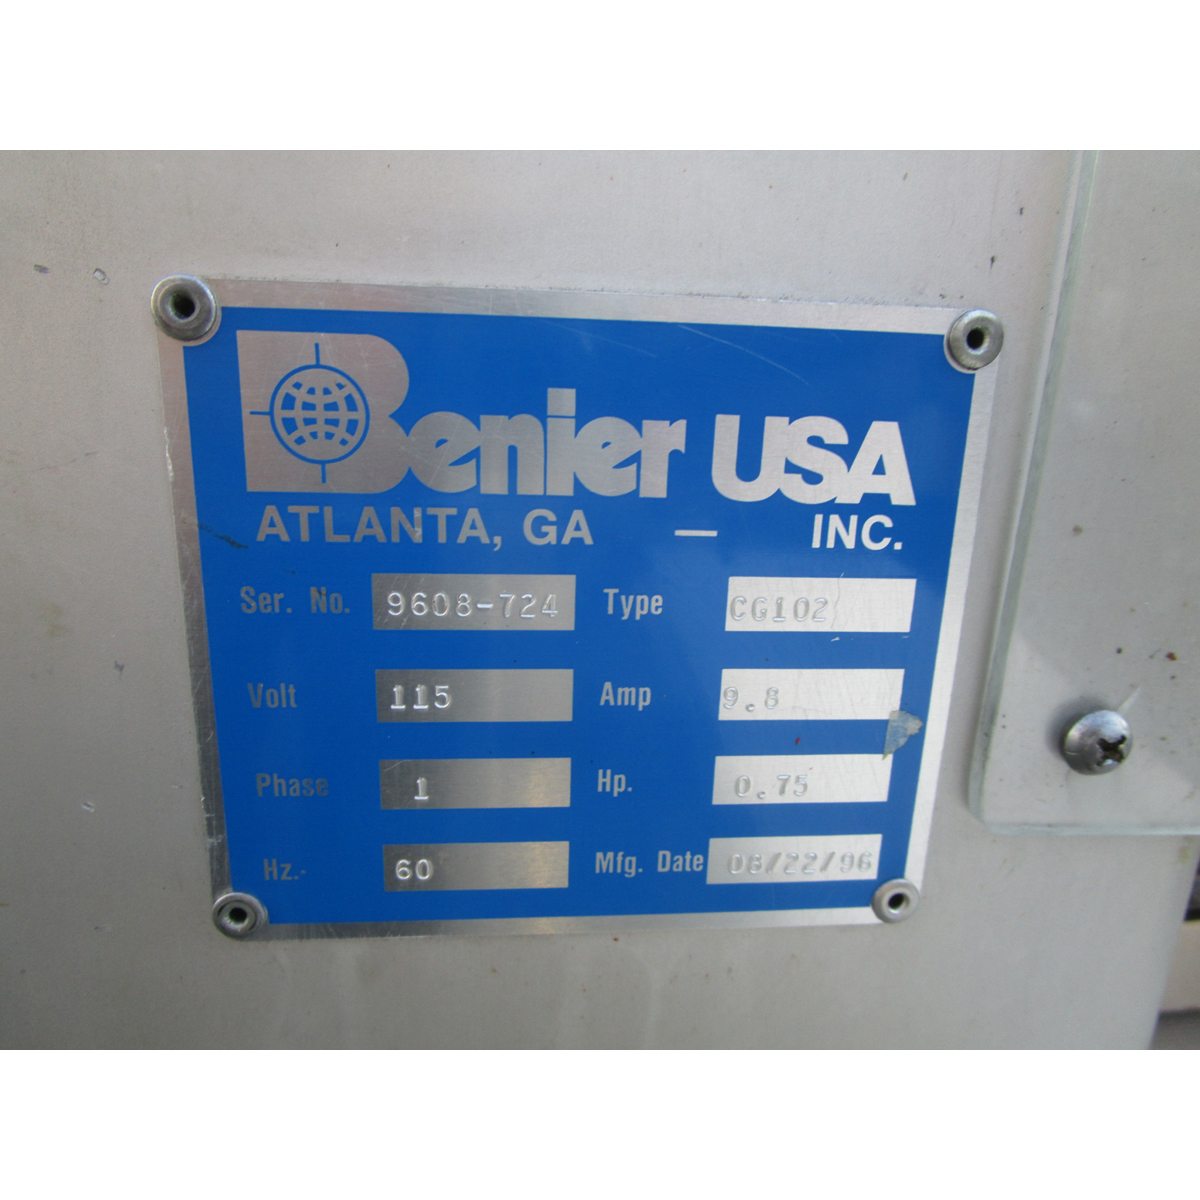 Benier USA
ATLANTA, GA — INC.
Ser. No. 9608-724 Type CG102
Volt 115 Amp 9.8
Phase 1 Hp. 0.75
Hz. 60 Mfg. Date 08/22/96